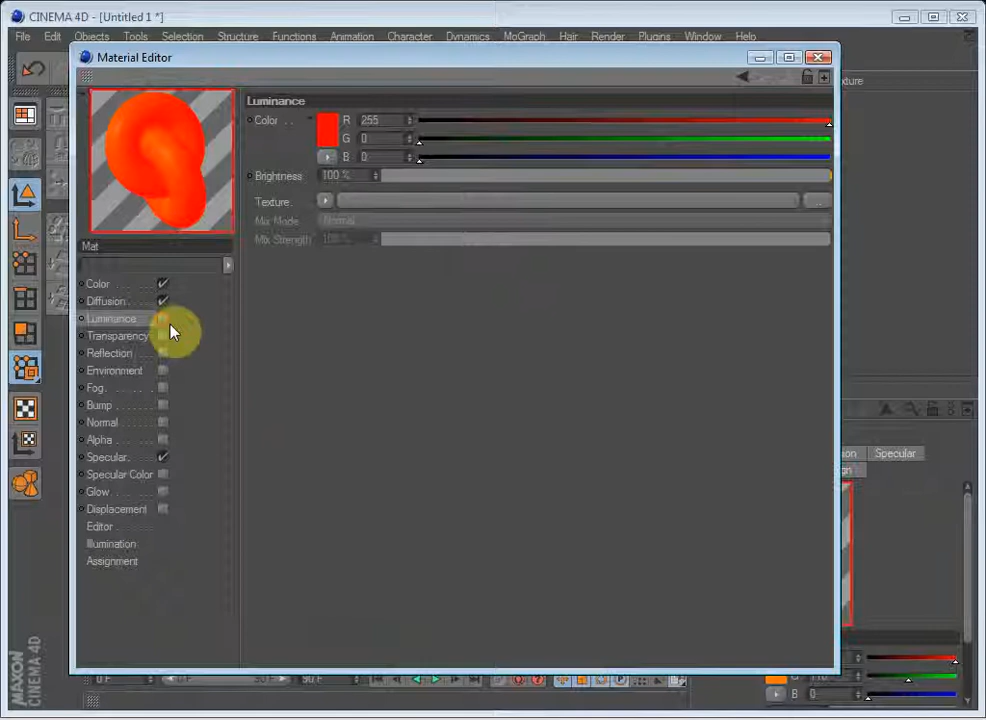 CINEMA 4D - [Untitled 1 *]
File Edit Objects Tools Selection Structure Functions Animation Character Dynamics MoGraph Hair Render Plugins Window Help
Material Editor
Luminance
Color . . R 255
G 0
B 0
Brightness 100 %
Texture. ...
Mix Mode Normal
Mix Strength 100 %
Mat
Color
Diffusion
Luminance
Transparency
Reflection
Environment
Fog
Bump
Normal
Alpha
Specular
Specular Color
Glow
Displacement
Editor
Illumination
Assignment
Specular
0 F 0 F 90 F 90 F
B 0
MAXON
CINEMA 4D